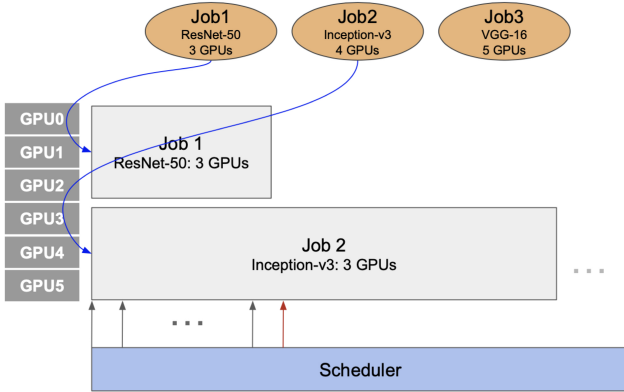 Job1
ResNet-50
3 GPUs
Job2
Inception-v3
4 GPUs
Job3
VGG-16
5 GPUs
GPU0
GPU1
GPU2
GPU3
GPU4
GPU5
Job 1
ResNet-50: 3 GPUs
Job 2
Inception-v3: 3 GPUs
...
...
Scheduler